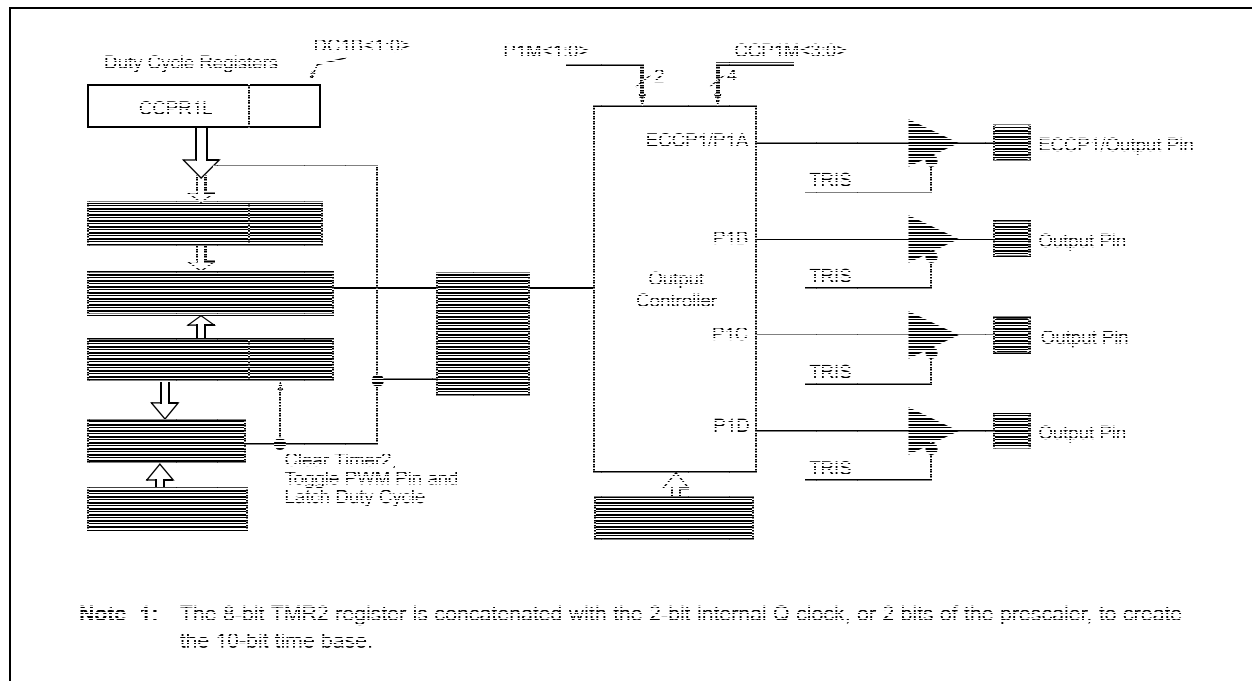 DC1B<1:0>
Duty Cycle Registers
CCPR1L
P1M<1:0>
CCP1M<3:0>
2
4
ECCP1/P1A
ECCP1/Output Pin
TRIS
P1B
Output Pin
TRIS
Output
Controller
P1C
Output Pin
TRIS
P1D
Output Pin
TRIS
Clear Timer2,
Toggle PWM Pin and
Latch Duty Cycle
Note 1: The 8-bit TMR2 register is concatenated with the 2-bit internal Q clock, or 2 bits of the prescaler, to create
the 10-bit time base.